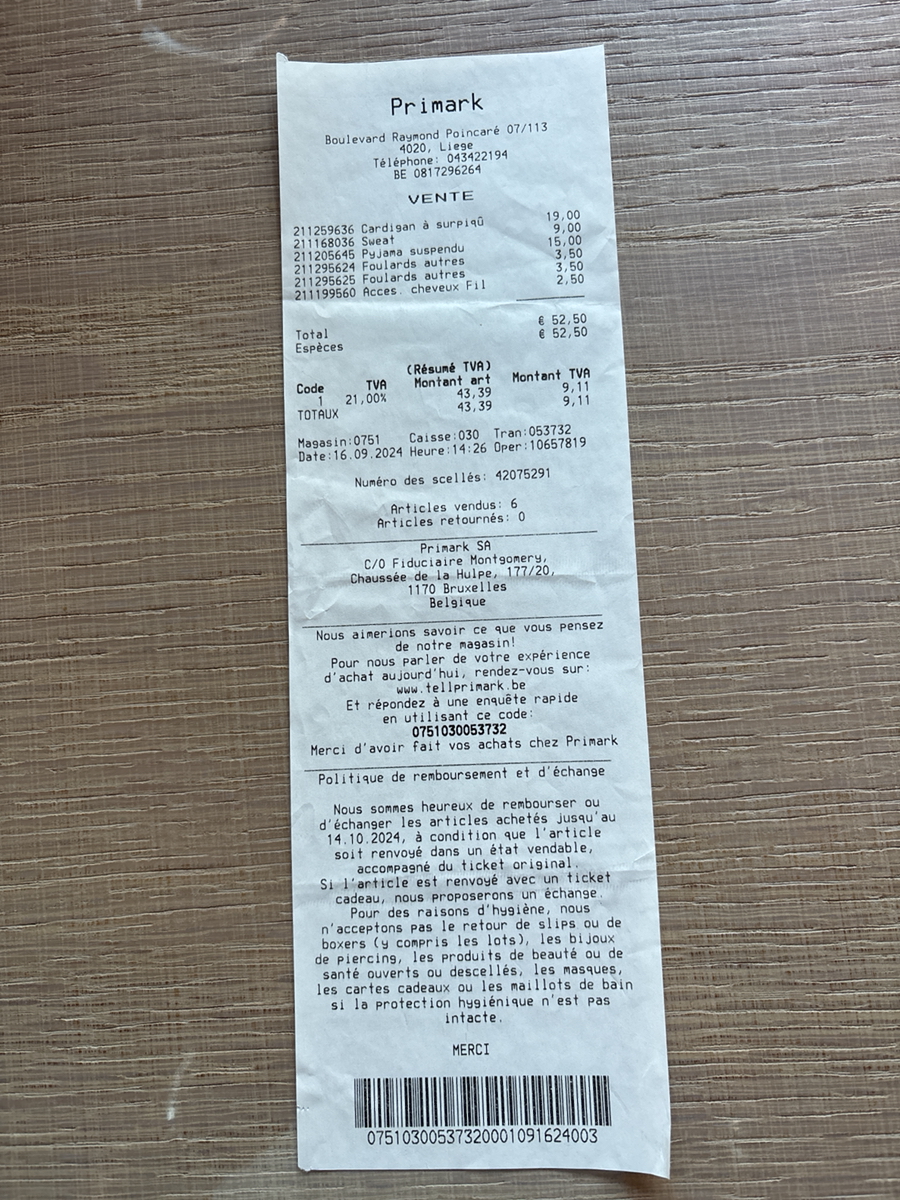 Primark
Boulevard Raymond Poincaré 07/113
4020, Liege
Téléphone: 043422194
BE 0817296264
VENTE
211259636 Cardigan à surpiqû 19,00
211168036 Sweat 9,00
211205645 Pyjama suspendu 15,00
211295624 Foulards autres 3,50
211295625 Foulards autres 3,50
211199560 Acces. cheveux Fil 2,50
Total € 52,50
Espèces € 52,50
(Résumé TVA)
Code TVA Montant art Montant TVA
1 21,00% 43,39 9,11
TOTAUX 43,39 9,11
Magasin:0751 Caisse:030 Tran:053732
Date:16.09.2024 Heure:14:26 Oper:10657819
Numéro des scellés: 42075291
Articles vendus: 6
Articles retournés: 0
Primark SA
C/O Fiduciaire Montgomery,
Chaussée de la Hulpe, 177/20,
1170 Bruxelles
Belgique
Nous aimerions savoir ce que vous pensez
de notre magasin!
Pour nous parler de votre expérience
d'achat aujourd'hui, rendez-vous sur:
www.tellprimark.be
Et répondez à une enquête rapide
en utilisant ce code:
0751030053732
Merci d'avoir fait vos achats chez Primark
Politique de remboursement et d'échange
Nous sommes heureux de rembourser ou
d'échanger les articles achetés jusqu'au
14.10.2024, à condition que l'article
soit renvoyé dans un état vendable,
accompagné du ticket original.
Si l'article est renvoyé avec un ticket
cadeau, nous proposerons un échange.
Pour des raisons d'hygiène, nous
n'acceptons pas le retour de slips ou de
boxers (y compris les lots), les bijoux
de piercing, les produits de beauté ou de
santé ouverts ou descellés, les masques,
les cartes cadeaux ou les maillots de bain
si la protection hygiénique n'est pas
intacte.
MERCI
07510300537320001091624003